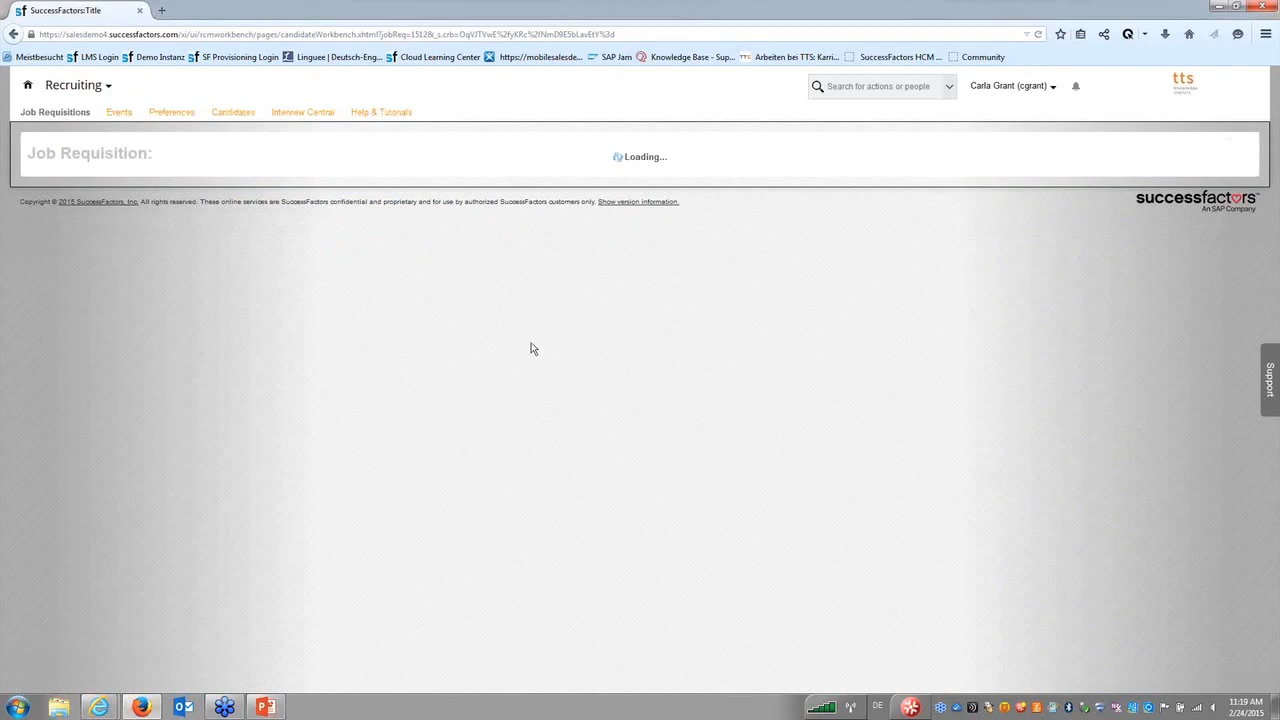 SuccessFactors:Title
https://salesdemo4.successfactors.com/xi/ui/rcmworkbench/pages/candidateWorkbench.xhtml?jobReq=1512&_s.crb=OqVJTVwE%2fyKRc%2fNmD9E5bLavEtY%3d
Meistbesucht LMS Login Demo Instanz SF Provisioning Login Linguee | Deutsch-Eng... Cloud Learning Center https://mobilesalesde... SAP Jam Knowledge Base - Sup... Arbeiten bei TTS: Karri... SuccessFactors HCM ... Community
Recruiting
Search for actions or people
Carla Grant (cgrant)
tts
Job Requisitions Events Preferences Candidates Interview Central Help & Tutorials
Job Requisition:
Loading...
Copyright © 2015 SuccessFactors, Inc. All rights reserved. These online services are SuccessFactors confidential and proprietary and for use by authorized SuccessFactors customers only. Show version information.
successfactors
An SAP Company
Support
DE
11:19 AM
2/24/2015